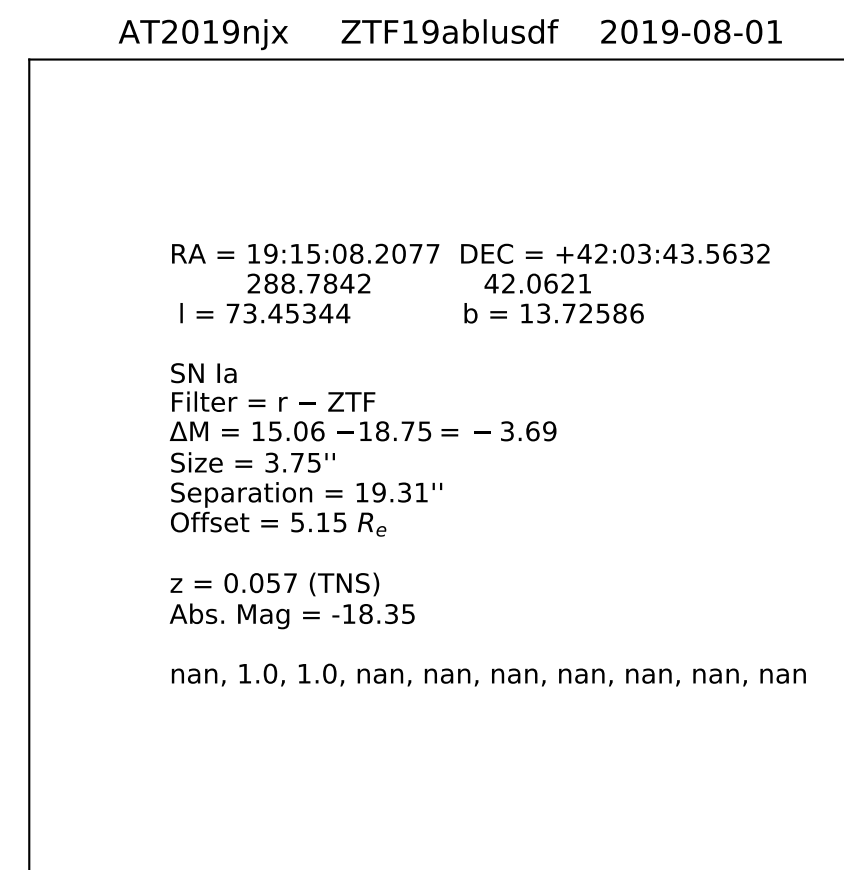 AT2019njx ZTF19ablusdf 2019-08-01
RA = 19:15:08.2077 DEC = +42:03:43.5632
288.7842 42.0621
l = 73.45344 b = 13.72586
SN Ia
Filter = r − ZTF
ΔM = 15.06 −18.75 = − 3.69
Size = 3.75''
Separation = 19.31''
Offset = 5.15 Re
z = 0.057 (TNS)
Abs. Mag = -18.35
nan, 1.0, 1.0, nan, nan, nan, nan, nan, nan, nan